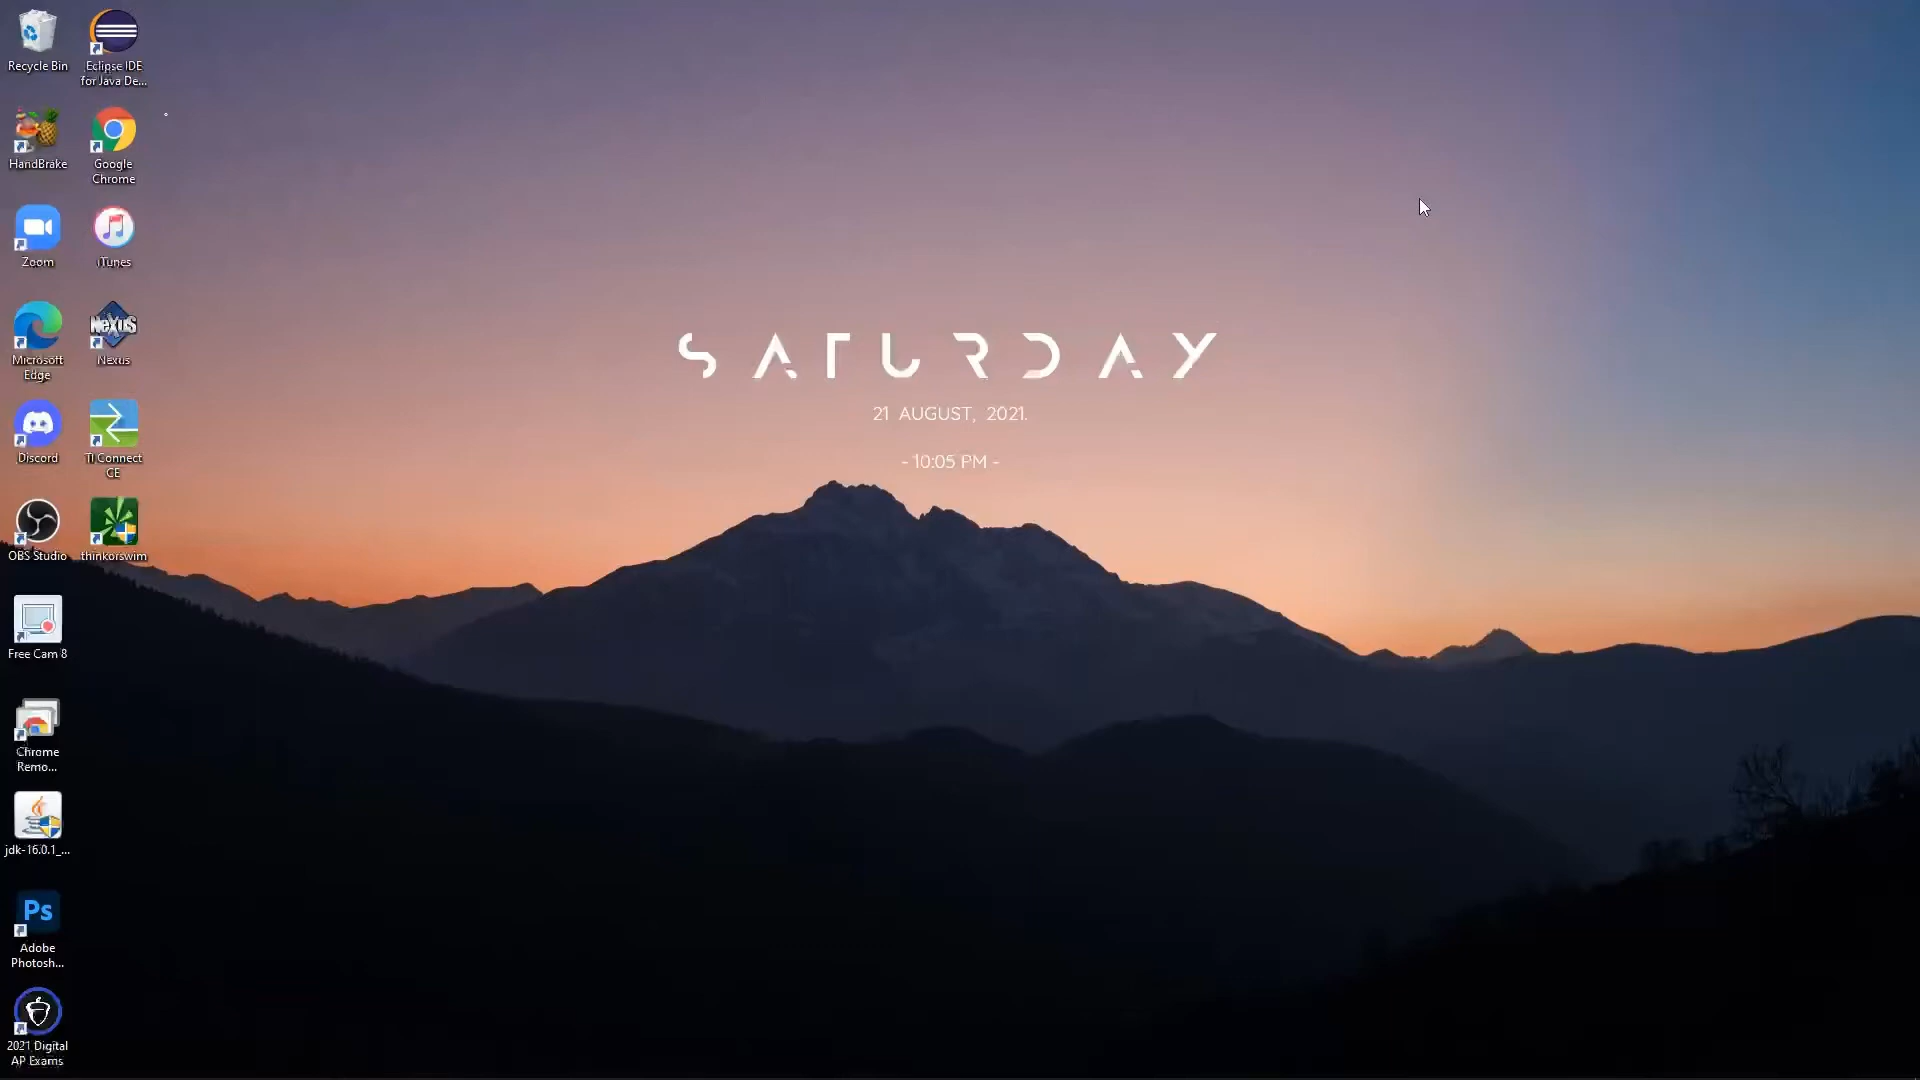 Recycle Bin
Eclipse IDE
for Java De...
HandBrake
Google
Chrome
Zoom
iTunes
Microsoft
Edge
NeXuS
Nexus
Discord
TI Connect
CE
OBS Studio
thinkorswim
Free Cam 8
Chrome
Remo...
jdk-16.0.1_...
Ps
Adobe
Photosh...
2021 Digital
AP Exams
SATURDAY
21 AUGUST, 2021.
- 10:05 PM -